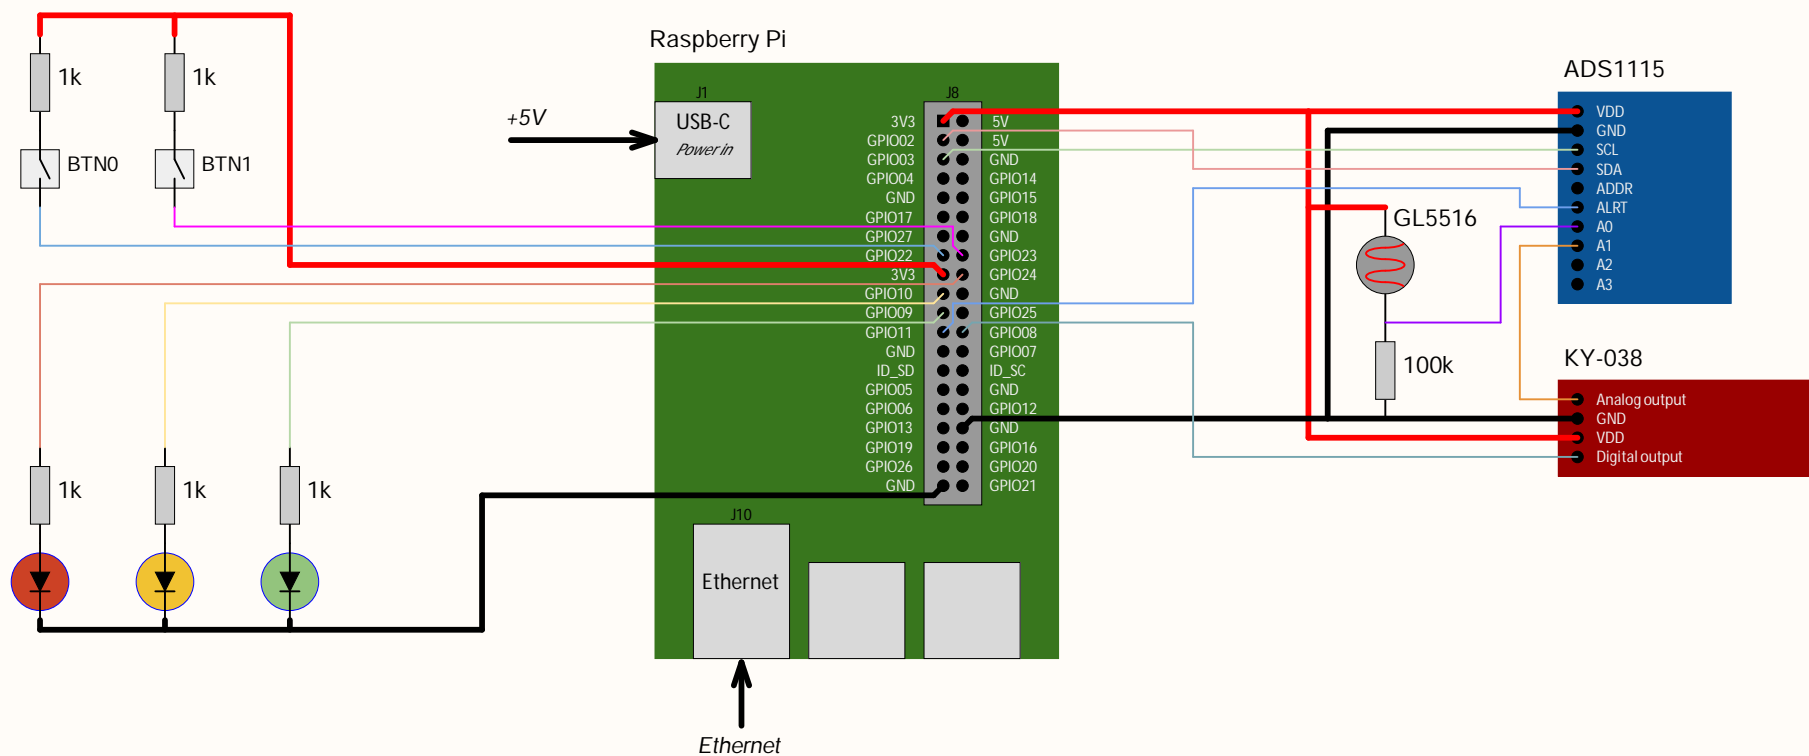 Raspberry Pi
ADS1115
1k
1k
BTN0
BTN1
+5V
J1
USB-C
Power in
J8
3V3
5V
GPIO02
5V
GPIO03
GND
GPIO04
GPIO14
GND
GPIO15
GPIO17
GPIO18
GPIO27
GND
GPIO22
GPIO23
3V3
GPIO24
GPIO10
GND
GPIO09
GPIO25
GPIO11
GPIO08
GND
GPIO07
ID_SD
ID_SC
GPIO05
GND
GPIO06
GPIO12
GPIO13
GND
GPIO19
GPIO16
GPIO26
GPIO20
GND
GPIO21
VDD
GND
SCL
SDA
ADDR
ALRT
A0
A1
A2
A3
GL5516
100k
KY-038
Analog output
GND
VDD
Digital output
1k
1k
1k
J10
Ethernet
Ethernet